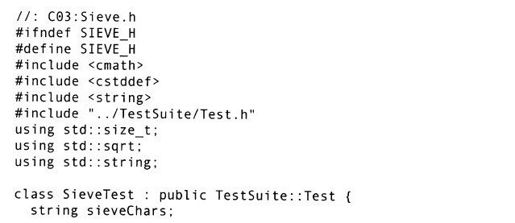 //: C03:Sieve.h
#ifndef SIEVE_H
#define SIEVE_H
#include <cmath>
#include <cstddef>
#include <string>
#include "../TestSuite/Test.h"
using std::size_t;
using std::sqrt;
using std::string;

class SieveTest : public TestSuite::Test {
  string sieveChars;